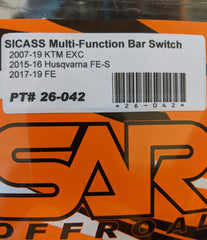 SICASS Multi-Function Bar Switch
2007-19 KTM EXC
2015-16 Husqvarna FE-S
2017-19 FE
PT# 26-042
*26-042*
SAR
OFFROAD